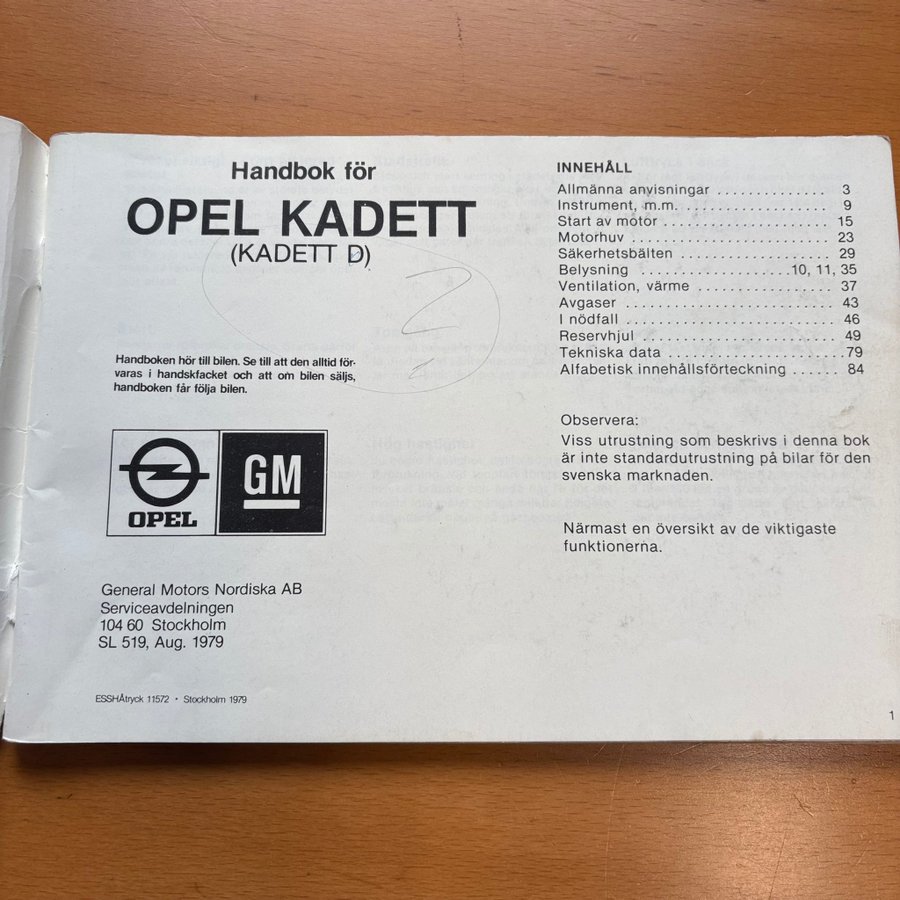 Handbok för
OPEL KADETT
(KADETT D)
Handboken hör till bilen. Se till att den alltid för-
varas i handskfacket och att om bilen säljs,
handboken får följa bilen.
OPEL
GM
General Motors Nordiska AB
Serviceavdelningen
104 60 Stockholm
SL 519, Aug. 1979
ESSHÅtryck 11572 • Stockholm 1979
INNEHÅLL
Allmänna anvisningar . . . . . . . . . . . . . 3
Instrument, m.m. . . . . . . . . . . . . . . . . . 9
Start av motor . . . . . . . . . . . . . . . . . . . 15
Motorhuv . . . . . . . . . . . . . . . . . . . . . . . 23
Säkerhetsbälten . . . . . . . . . . . . . . . . . 29
Belysning . . . . . . . . . . . . . . . . . 10, 11, 35
Ventilation, värme . . . . . . . . . . . . . . . 37
Avgaser . . . . . . . . . . . . . . . . . . . . . . . . 43
I nödfall . . . . . . . . . . . . . . . . . . . . . . . 46
Reservhjul . . . . . . . . . . . . . . . . . . . . . . 49
Tekniska data . . . . . . . . . . . . . . . . . . . 79
Alfabetisk innehållsförteckning . . . . . . 84
Observera:
Viss utrustning som beskrivs i denna bok
är inte standardutrustning på bilar för den
svenska marknaden.
Närmast en översikt av de viktigaste
funktionerna.
1